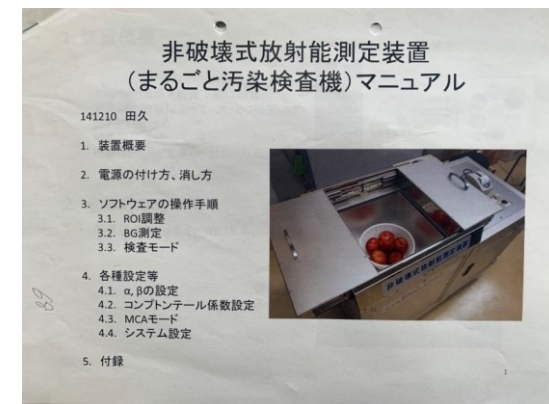 非破壊式放射能測定装置
(まるごと汚染検査機)マニュアル
141210 田久
1. 装置概要
2. 電源の付け方、消し方
3. ソフトウェアの操作手順
3.1. ROI調整
3.2. BG測定
3.3. 検査モード
4. 各種設定等
4.1. α,βの設定
4.2. コンプトンテール係数設定
4.3. MCAモード
4.4. システム設定
5. 付録
非破壊式放射能測定装置
89
1